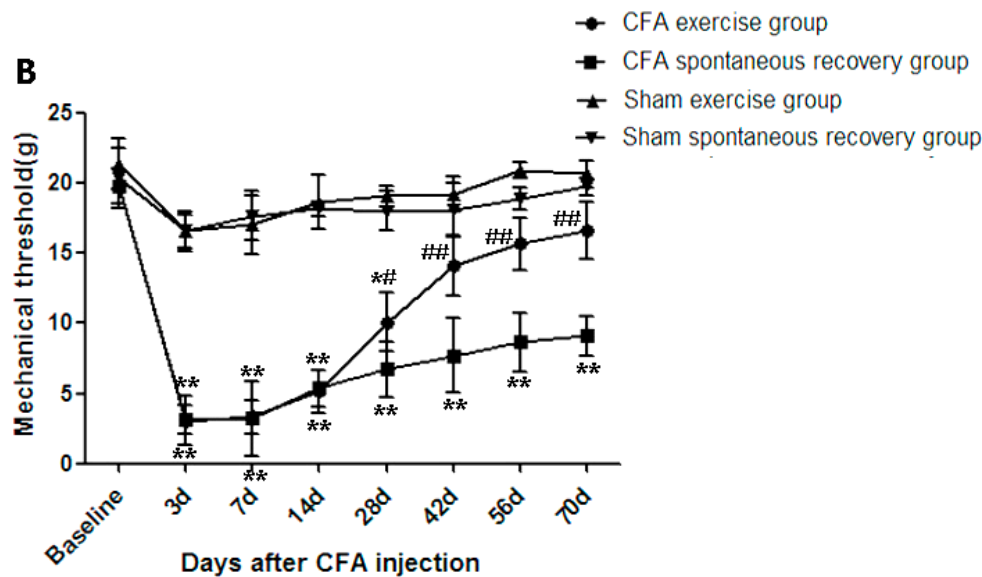 CFA exercise group
CFA spontaneous recovery group
Sham exercise group
Sham spontaneous recovery group
B
Mechanical threshold(g)
25
20
15
10
5
0
** ** ** *# ## ## ##
** ** ** ** ** ** **
Baseline 3d 7d 14d 28d 42d 56d 70d
Days after CFA injection